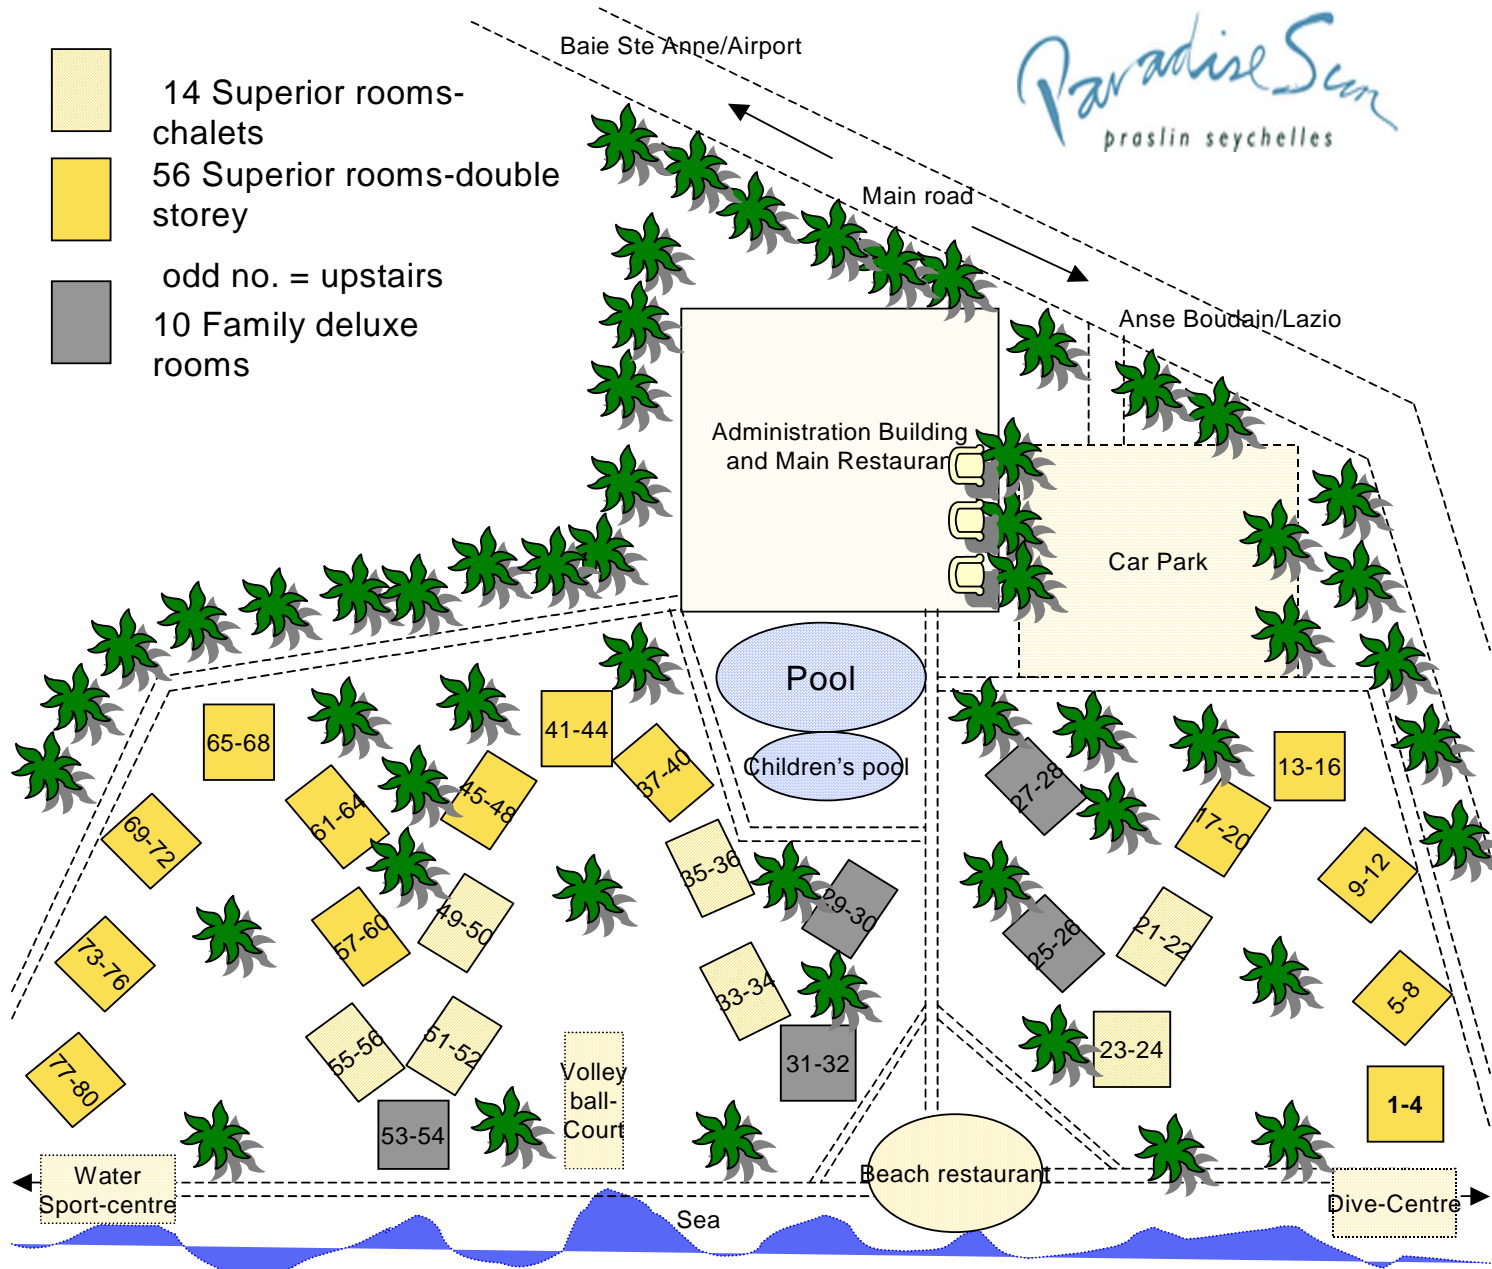 Paradise Sun
praslin seychelles
14 Superior rooms-
chalets
56 Superior rooms-double
storey
odd no. = upstairs
10 Family deluxe
rooms
Baie Ste Anne/Airport
Main road
Anse Boudain/Lazio
Administration Building
and Main Restaurant
Car Park
Pool
Children's pool
65-68
41-44
37-40
45-48
61-64
69-72
35-36
29-30
49-50
57-60
73-76
33-34
31-32
51-52
55-56
77-80
53-54
Volley
ball-
Court
27-28
13-16
17-20
9-12
25-26
21-22
5-8
23-24
1-4
Water
Sport-centre
Beach restaurant
Dive-Centre
Sea